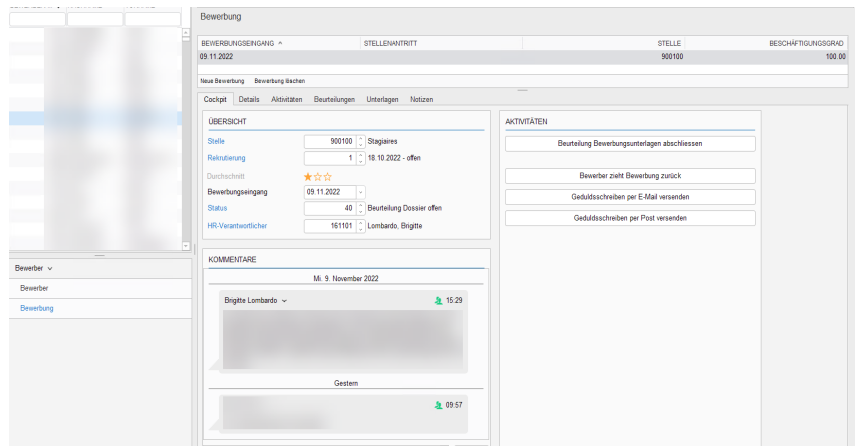 Bewerbung
BEWERBUNGSEINGANG STELLENANTRITT STELLE BESCHÄFTIGUNGSGRAD
09.11.2022 900100 100.00
Neue Bewerbung Bewerbung löschen
Cockpit Details Aktivitäten Beurteilungen Unterlagen Notizen
ÜBERSICHT
Stelle 900100 Stagiaires
Rekrutierung 1 18.10.2022 - offen
Durchschnitt
Bewerbungseingang 09.11.2022
Status 40 Beurteilung Dossier offen
HR-Verantwortlicher 161101 Lombardo, Brigitte
AKTIVITÄTEN
Beurteilung Bewerbungsunterlagen abschliessen
Bewerber zieht Bewerbung zurück
Geduldsschreiben per E-Mail versenden
Geduldsschreiben per Post versenden
KOMMENTARE
Mi. 9. November 2022
Brigitte Lombardo 15:29
Gestern
09:57
Bewerber
Bewerber
Bewerbung